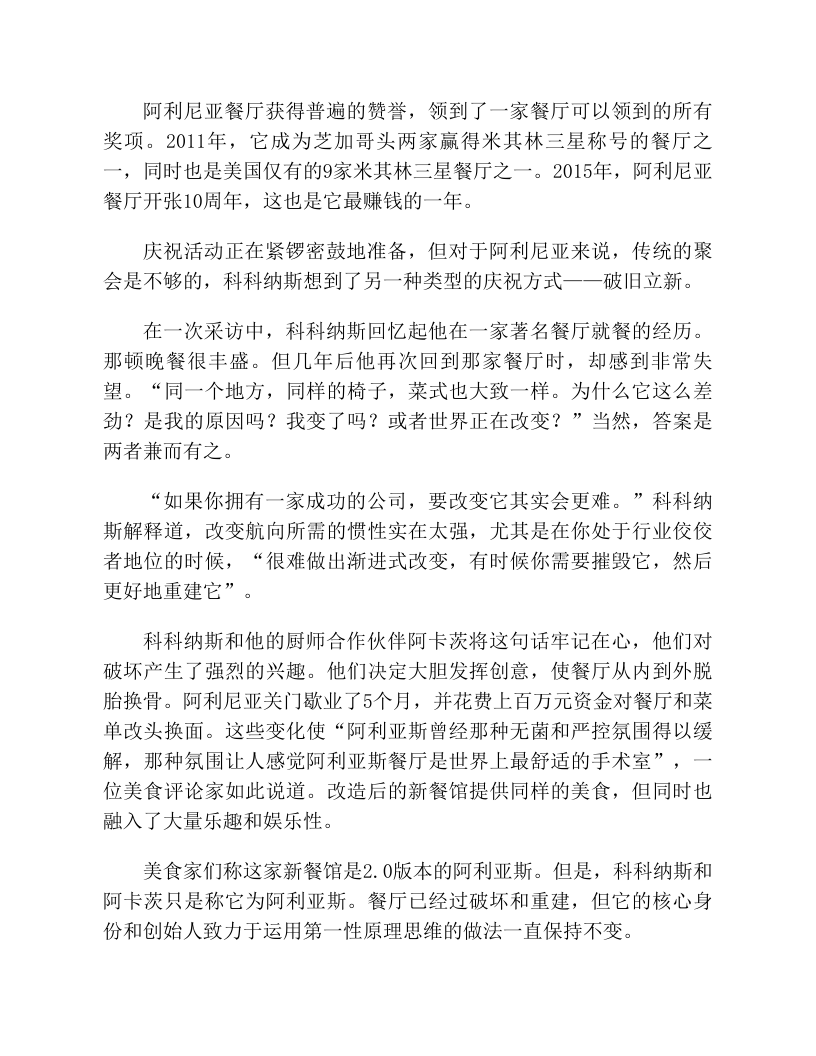 阿利尼亚餐厅获得普遍的赞誉，领到了一家餐厅可以领到的所有
奖项。2011年，它成为芝加哥头两家赢得米其林三星称号的餐厅之
一，同时也是美国仅有的9家米其林三星餐厅之一。2015年，阿利尼亚
餐厅开张10周年，这也是它最赚钱的一年。
庆祝活动正在紧锣密鼓地准备，但对于阿利尼亚来说，传统的聚
会是不够的，科科纳斯想到了另一种类型的庆祝方式——破旧立新。
在一次采访中，科科纳斯回忆起他在一家著名餐厅就餐的经历。
那顿晚餐很丰盛。但几年后他再次回到那家餐厅时，却感到非常失
望。“同一个地方，同样的椅子，菜式也大致一样。为什么它这么差
劲？是我的原因吗？我变了吗？或者世界正在改变？”当然，答案是
两者兼而有之。
“如果你拥有一家成功的公司，要改变它其实会更难。”科科纳
斯解释道，改变航向所需的惯性实在太强，尤其是在你处于行业佼佼
者地位的时候，“很难做出渐进式改变，有时候你需要摧毁它，然后
更好地重建它”。
科科纳斯和他的厨师合作伙伴阿卡茨将这句话牢记在心，他们对
破坏产生了强烈的兴趣。他们决定大胆发挥创意，使餐厅从内到外脱
胎换骨。阿利尼亚关门歇业了5个月，并花费上百万元资金对餐厅和菜
单改头换面。这些变化使“阿利亚斯曾经那种无菌和严控氛围得以缓
解，那种氛围让人感觉阿利亚斯餐厅是世界上最舒适的手术室”，一
位美食评论家如此说道。改造后的新餐馆提供同样的美食，但同时也
融入了大量乐趣和娱乐性。
美食家们称这家新餐馆是2.0版本的阿利亚斯。但是，科科纳斯和
阿卡茨只是称它为阿利亚斯。餐厅已经过破坏和重建，但它的核心身
份和创始人致力于运用第一性原理思维的做法一直保持不变。